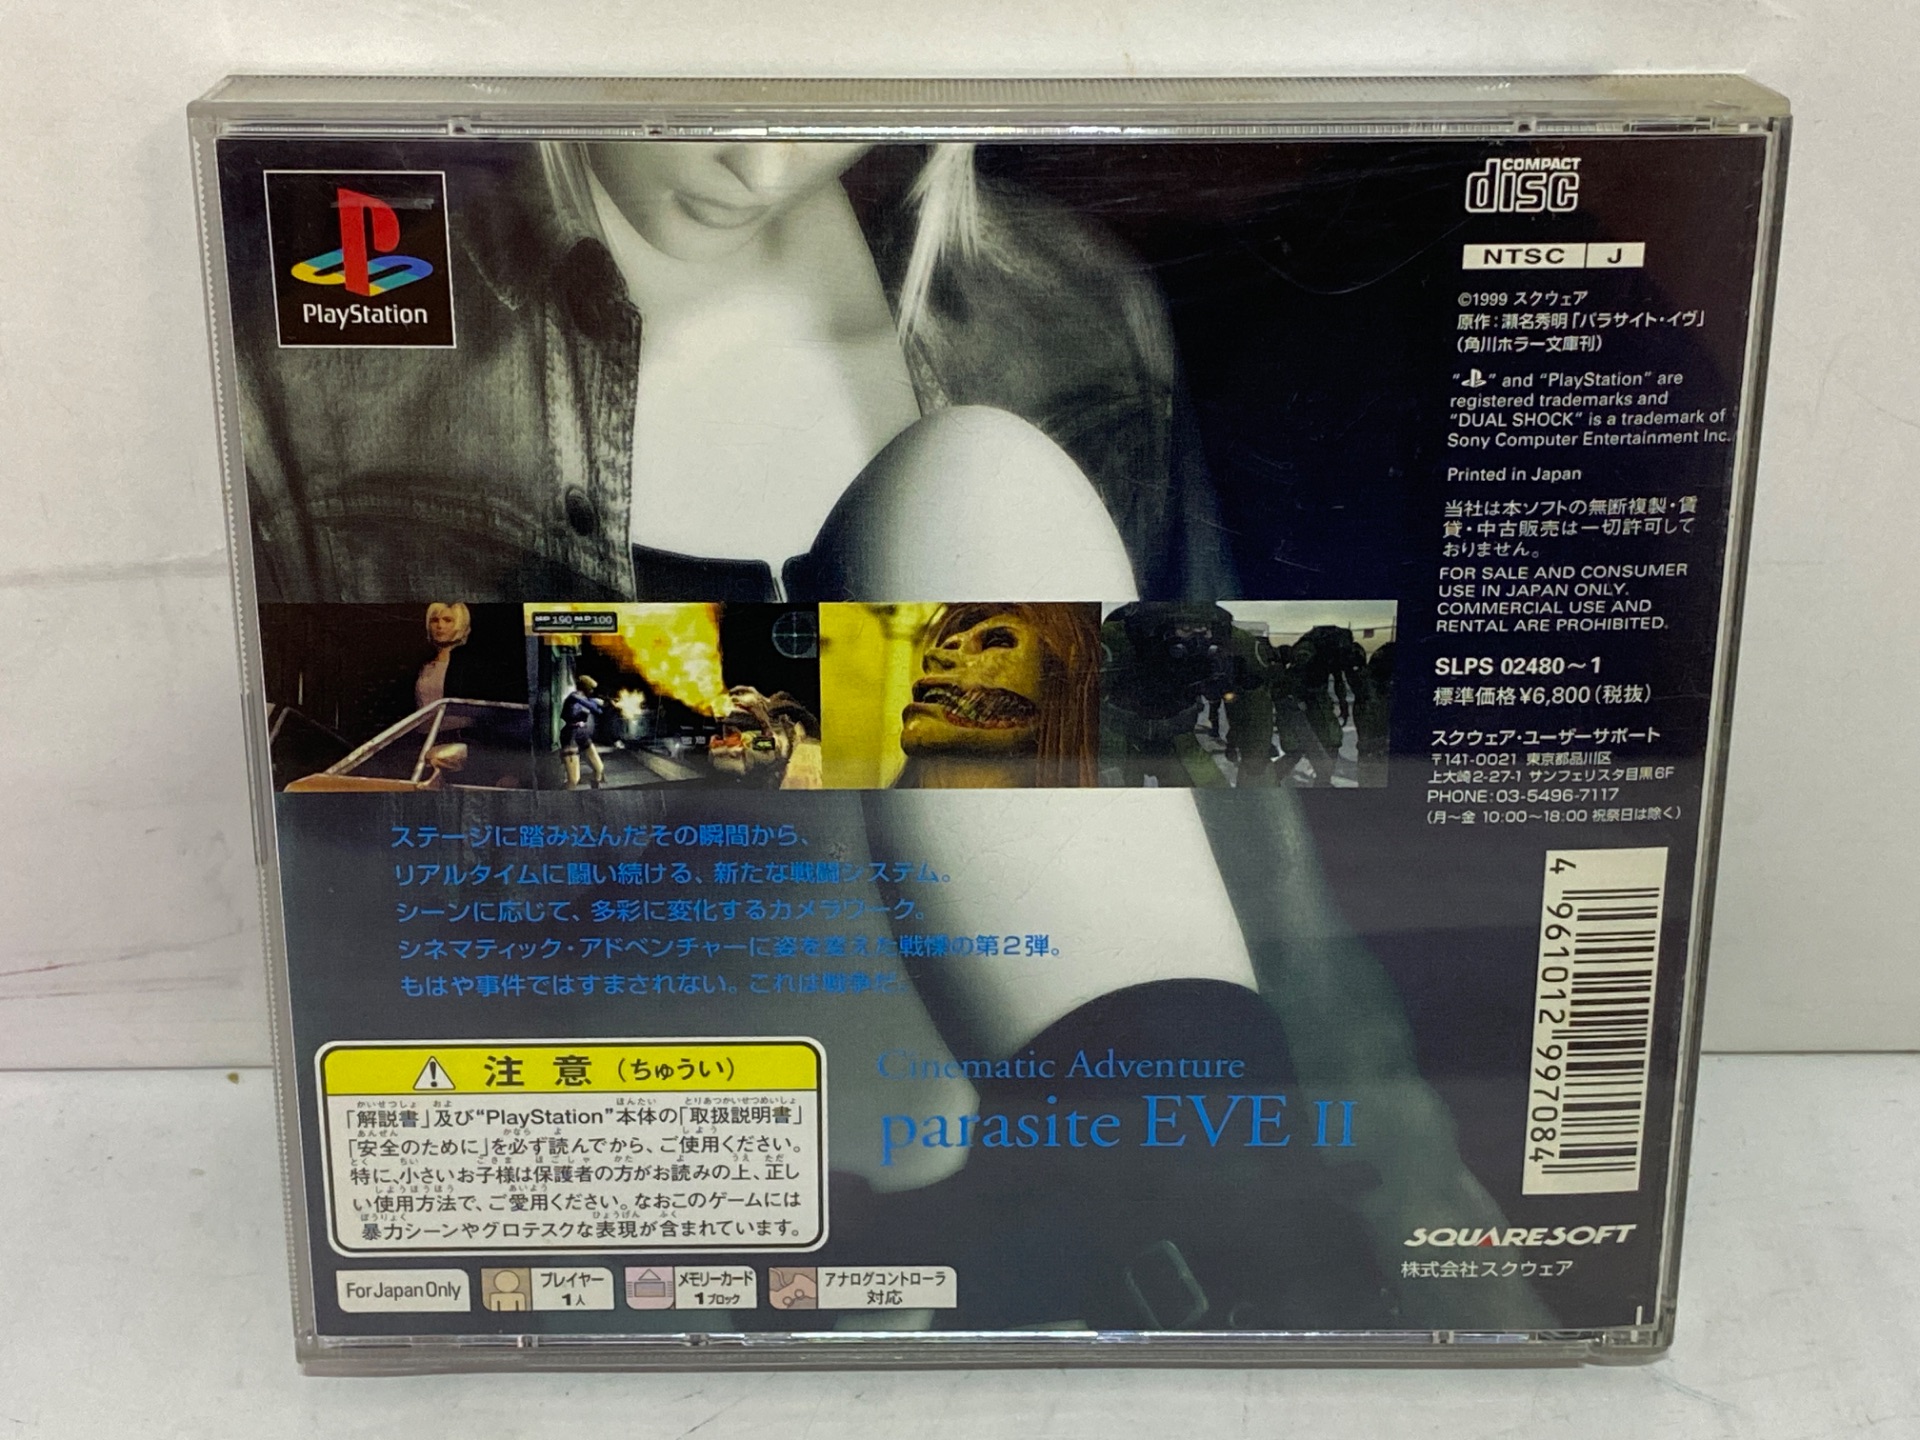 PlayStation
COMPACT
disc
NTSC J
©1999 スクウェア
原作：瀬名秀明「パラサイト・イヴ」
（角川ホラー文庫刊）
" " and "PlayStation" are
registered trademarks and
"DUAL SHOCK" is a trademark of
Sony Computer Entertainment Inc.
Printed in Japan
当社は本ソフトの無断複製・賃
貸・中古販売は一切許可して
おりません。
FOR SALE AND CONSUMER
USE IN JAPAN ONLY.
COMMERCIAL USE AND
RENTAL ARE PROHIBITED.
SLPS 02480～1
標準価格¥6,800（税抜）
スクウェア・ユーザーサポート
〒141-0021 東京都品川区
上大崎2-27-1 サンフェリスタ目黒6F
PHONE：03-5496-7117
（月～金 10:00～18:00 祝祭日は除く）
HP 190 MP 100
ステージに踏み込んだその瞬間から、
リアルタイムに闘い続ける、新たな戦闘システム。
シーンに応じて、多彩に変化するカメラワーク。
シネマティック・アドベンチャーに姿を変えた戦慄の第2弾。
もはや事件ではすまされない。これは戦争だ。
Cinematic Adventure
parasite EVE II
4961012997084
注意（ちゅうい）
「解説書」及び"PlayStation"本体の「取扱説明書」
「安全のために」を必ず読んでから、ご使用ください。
特に、小さいお子様は保護者の方がお読みの上、正し
い使用方法で、ご愛用ください。なおこのゲームには
暴力シーンやグロテスクな表現が含まれています。
For Japan Only
プレイヤー
1人
メモリーカード
1ブロック
アナログコントローラ
対応
SQUARESOFT
株式会社スクウェア